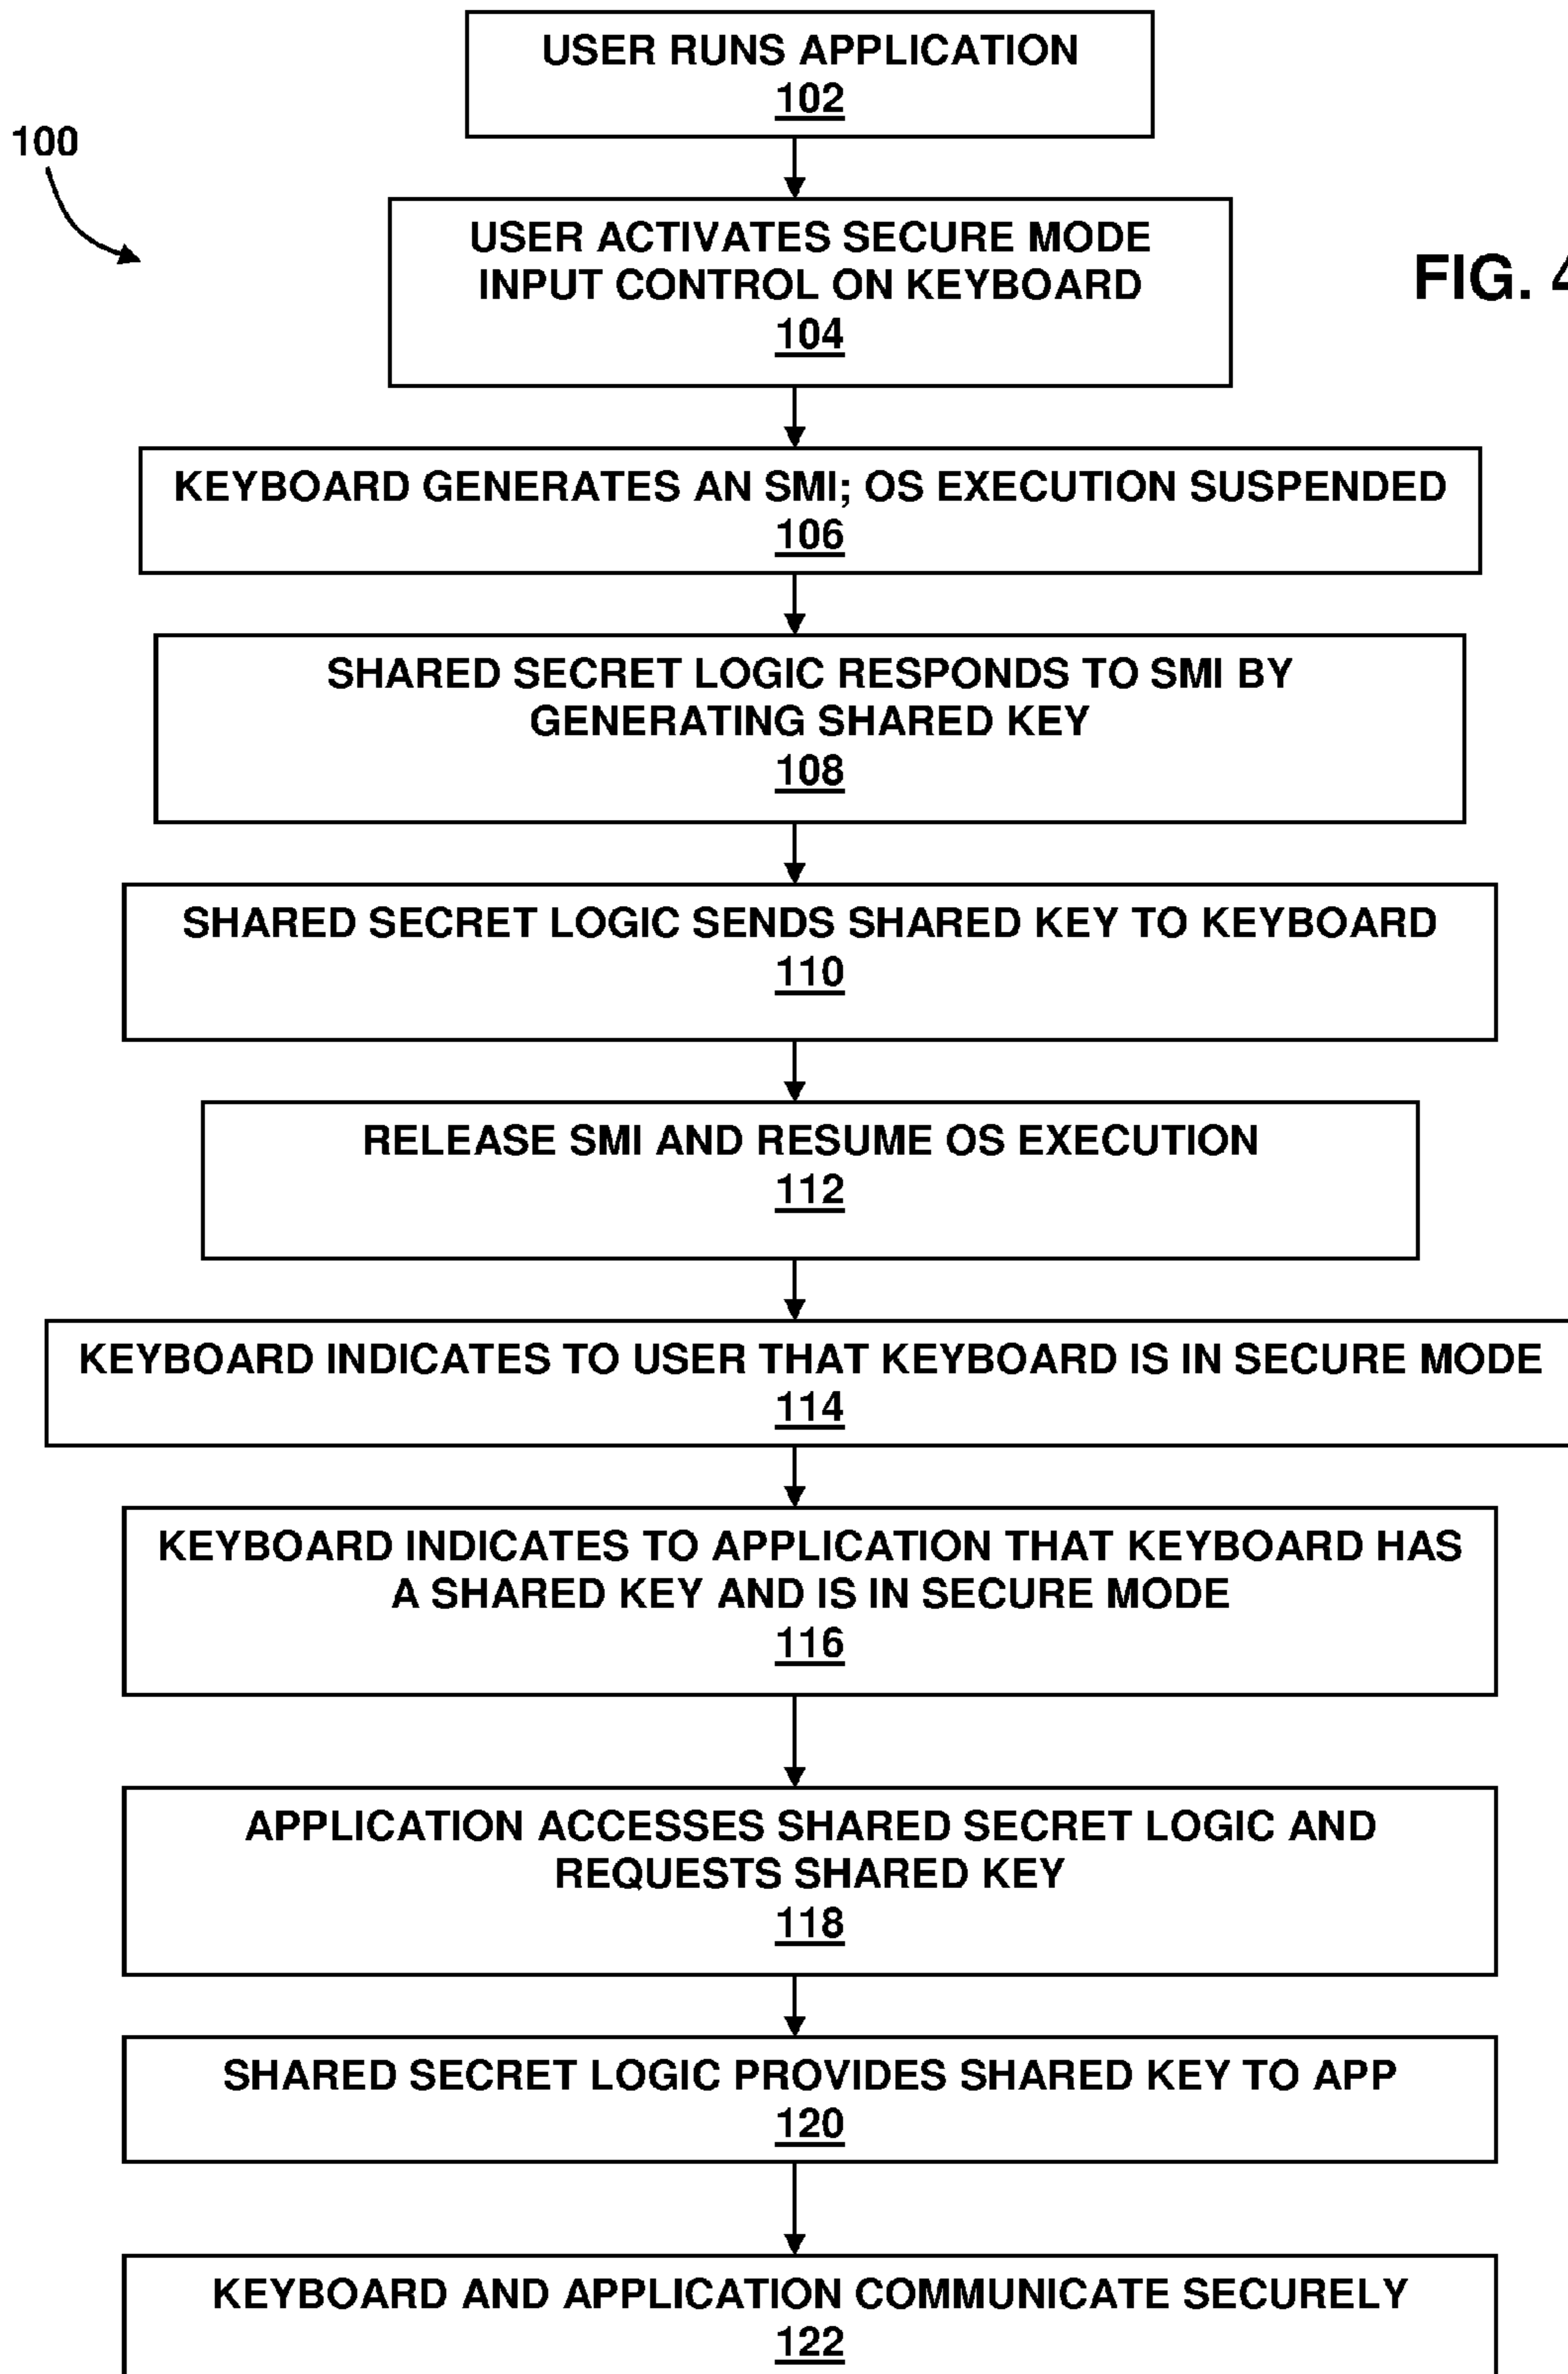 USER RUNS APPLICATION
102
100
USER ACTIVATES SECURE MODE
INPUT CONTROL ON KEYBOARD
104
FIG. 4
KEYBOARD GENERATES AN SMI; OS EXECUTION SUSPENDED
106
SHARED SECRET LOGIC RESPONDS TO SMI BY
GENERATING SHARED KEY
108
SHARED SECRET LOGIC SENDS SHARED KEY TO KEYBOARD
110
RELEASE SMI AND RESUME OS EXECUTION
112
KEYBOARD INDICATES TO USER THAT KEYBOARD IS IN SECURE MODE
114
KEYBOARD INDICATES TO APPLICATION THAT KEYBOARD HAS
A SHARED KEY AND IS IN SECURE MODE
116
APPLICATION ACCESSES SHARED SECRET LOGIC AND
REQUESTS SHARED KEY
118
SHARED SECRET LOGIC PROVIDES SHARED KEY TO APP
120
KEYBOARD AND APPLICATION COMMUNICATE SECURELY
122